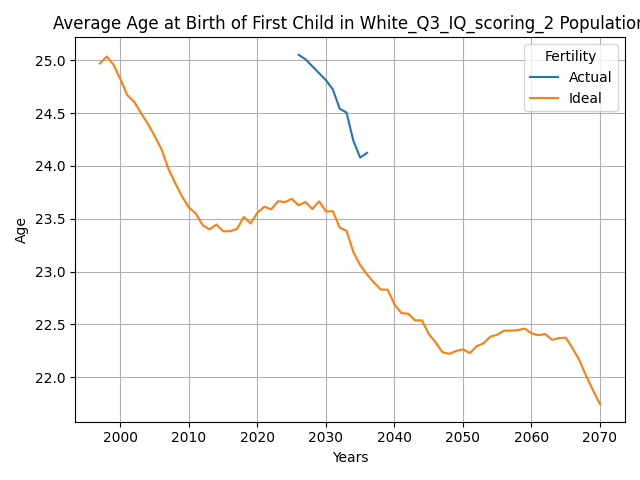 Average Age at Birth of First Child in White_Q3_IQ_scoring_2 Population
Fertility
Actual
Ideal
25.0
24.5
24.0
23.5
23.0
22.5
22.0
Age
2000
2010
2020
2030
2040
2050
2060
2070
Years